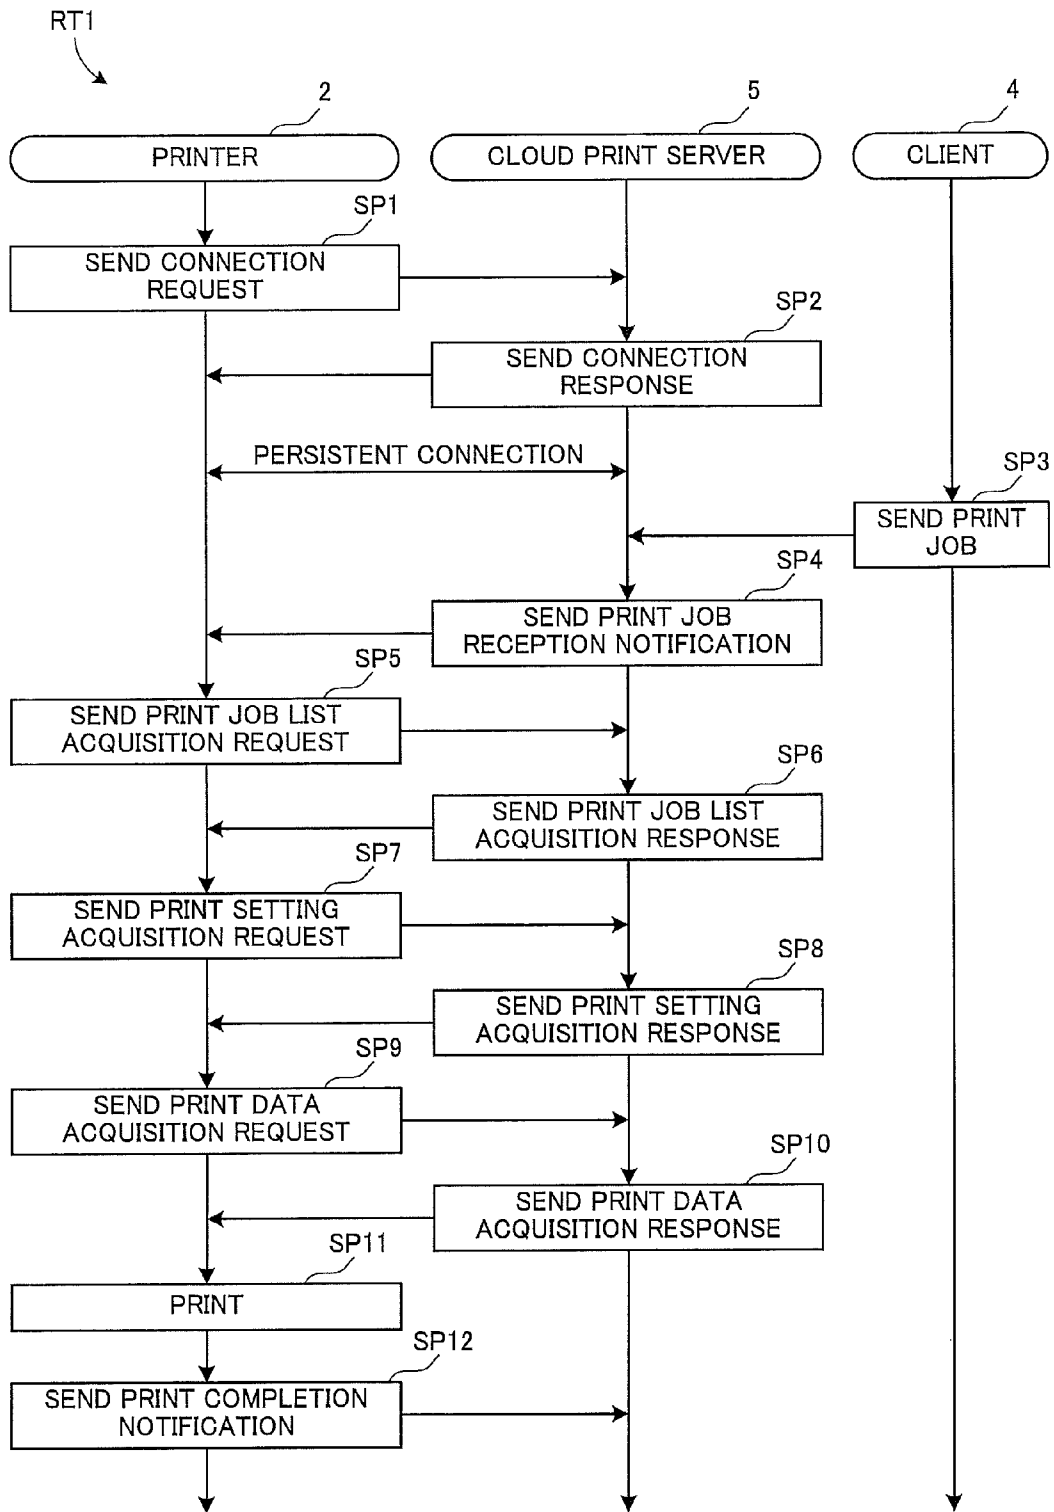 RT1
2
5
4
PRINTER
CLOUD PRINT SERVER
CLIENT
SP1
SEND CONNECTION
REQUEST
SP2
SEND CONNECTION
RESPONSE
PERSISTENT CONNECTION
SP3
SEND PRINT
JOB
SP4
SEND PRINT JOB
RECEPTION NOTIFICATION
SP5
SEND PRINT JOB LIST
ACQUISITION REQUEST
SP6
SEND PRINT JOB LIST
ACQUISITION RESPONSE
SP7
SEND PRINT SETTING
ACQUISITION REQUEST
SP8
SEND PRINT SETTING
ACQUISITION RESPONSE
SP9
SEND PRINT DATA
ACQUISITION REQUEST
SP10
SEND PRINT DATA
ACQUISITION RESPONSE
SP11
PRINT
SP12
SEND PRINT COMPLETION
NOTIFICATION